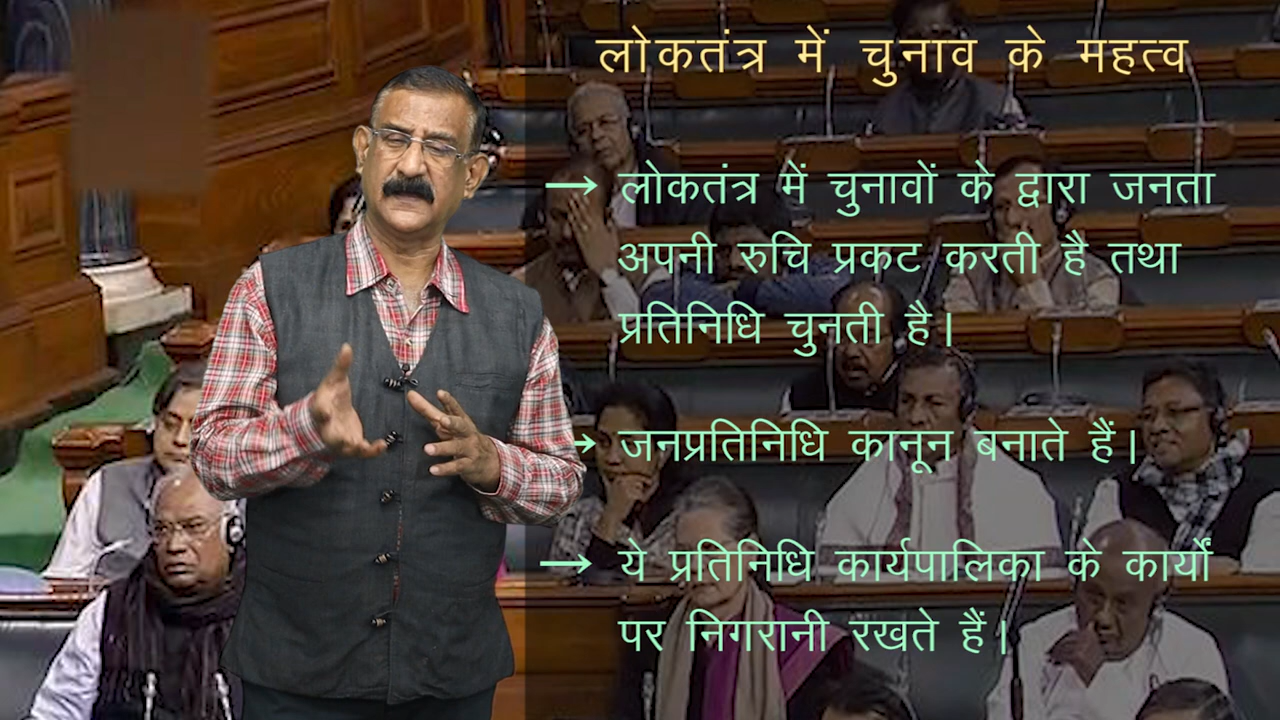 लोकतंत्र में चुनाव के महत्व
→ लोकतंत्र में चुनावों के द्वारा जनता
अपनी रुचि प्रकट करती है तथा
प्रतिनिधि चुनती है।
→ जनप्रतिनिधि कानून बनाते हैं।
→ ये प्रतिनिधि कार्यपालिका के कार्यों
पर निगरानी रखते हैं।